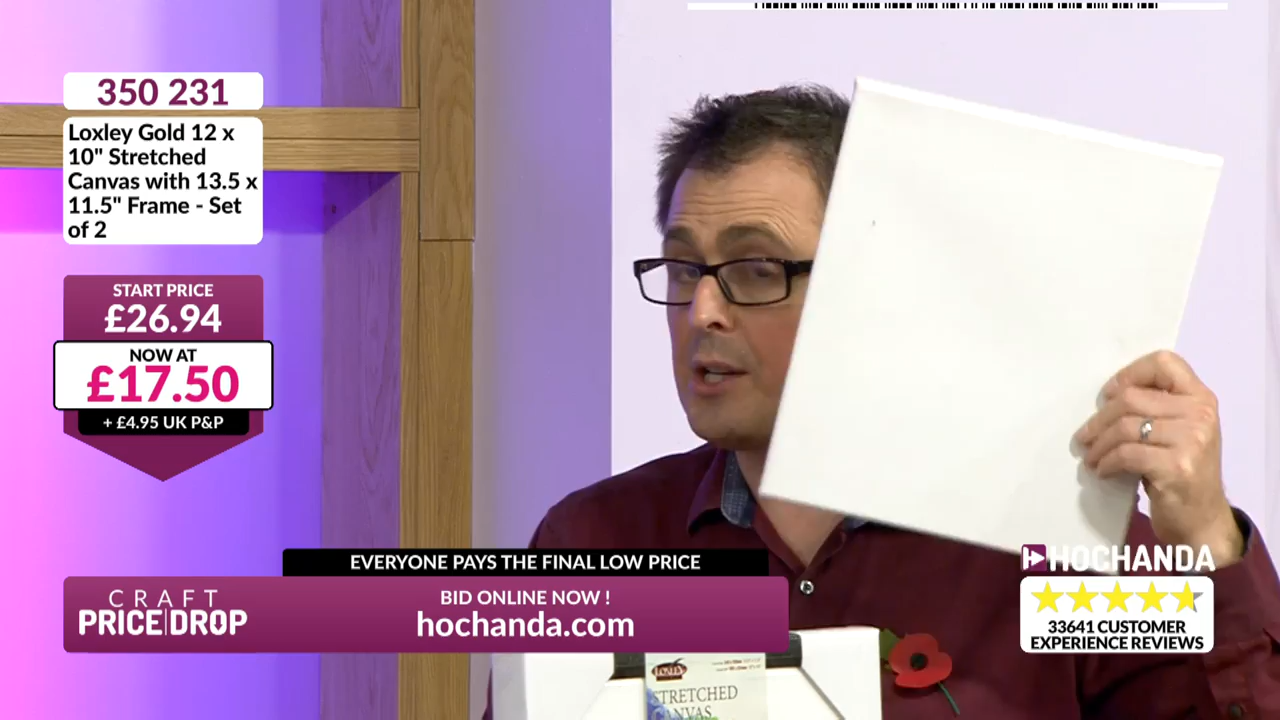 350 231
Loxley Gold 12 x
10" Stretched
Canvas with 13.5 x
11.5" Frame - Set
of 2
START PRICE
£26.94
NOW AT
£17.50
+ £4.95 UK P&P
EVERYONE PAYS THE FINAL LOW PRICE
CRAFT
PRICE DROP
BID ONLINE NOW !
hochanda.com
HOCHANDA
33641 CUSTOMER
EXPERIENCE REVIEWS
LOXLEY
STRETCHED
CANVAS